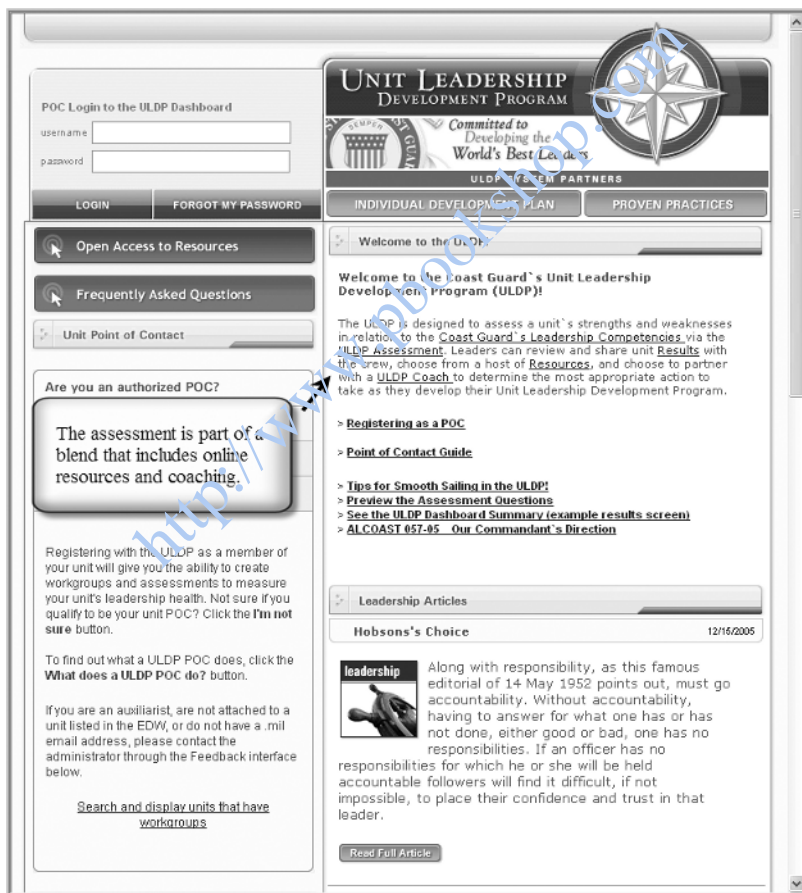 POC Login to the ULDP Dashboard
username
password
LOGIN
FORGOT MY PASSWORD
UNIT LEADERSHIP
DEVELOPMENT PROGRAM
SEMPER
GUARD
Committed to
Developing the
World's Best Leaders
ULDP SYSTEM PARTNERS
INDIVIDUAL DEVELOPMENT PLAN
PROVEN PRACTICES
Open Access to Resources
Frequently Asked Questions
Unit Point of Contact
Are you an authorized POC?
The assessment is part of a
blend that includes online
resources and coaching.
Registering with the ULDP as a member of
your unit will give you the ability to create
workgroups and assessments to measure
your unit's leadership health. Not sure if you
qualify to be your unit POC? Click the I'm not
sure button.
To find out what a ULDP POC does, click the
What does a ULDP POC do? button.
If you are an auxiliarist, are not attached to a
unit listed in the EDW, or do not have a .mil
email address, please contact the
administrator through the Feedback interface
below.
Search and display units that have
workgroups
Welcome to the ULDP!
Welcome to the Coast Guard`s Unit Leadership
Development Program (ULDP)!
The ULDP is designed to assess a unit`s strengths and weaknesses
in relation to the Coast Guard`s Leadership Competencies via the
ULDP Assessment. Leaders can review and share unit Results with
the crew, choose from a host of Resources, and choose to partner
with a ULDP Coach to determine the most appropriate action to
take as they develop their Unit Leadership Development Program.
> Registering as a POC
> Point of Contact Guide
> Tips for Smooth Sailing in the ULDP!
> Preview the Assessment Questions
> See the ULDP Dashboard Summary (example results screen)
> ALCOAST 057-05 Our Commandant`s Direction
Leadership Articles
Hobsons's Choice 12/15/2005
leadership
Along with responsibility, as this famous
editorial of 14 May 1952 points out, must go
accountability. Without accountability,
having to answer for what one has or has
not done, either good or bad, one has no
responsibilities. If an officer has no
responsibilities for which he or she will be held
accountable followers will find it difficult, if not
impossible, to place their confidence and trust in that
leader.
Read Full Article
http://www.pbookshop.com